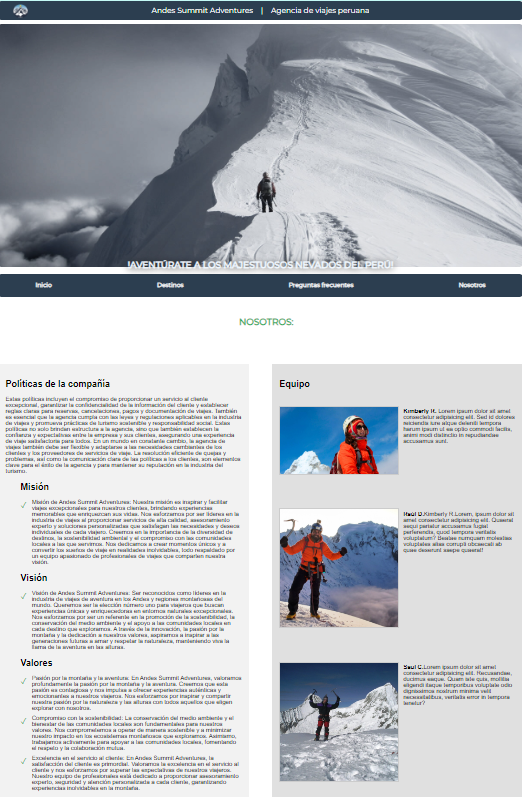 Andes Summit Adventures | Agencia de viajes peruana
¡AVENTÚRATE A LOS MAJESTUOSOS NEVADOS DEL PERÚ!
Inicio Destinos Preguntas frecuentes Nosotros
NOSOTROS:
Políticas de la compañía
Estas políticas incluyen el compromiso de proporcionar un servicio al cliente
excepcional, garantizar la confidencialidad de la información del cliente y establecer
reglas claras para reservas, cancelaciones, pagos y documentación de viajes. También
es esencial que la agencia cumpla con las leyes y regulaciones aplicables en la industria
de viajes y promueva prácticas de turismo sostenible y responsabilidad social. Estas
políticas no solo brindan estructura a la agencia, sino que también establecen la
confianza y expectativas entre la empresa y sus clientes, asegurando una experiencia
de viaje satisfactoria para todos. En un mundo en constante cambio, la agencia de
viajes también debe ser flexible y adaptarse a las necesidades cambiantes de los
clientes y los proveedores de servicios de viaje. La resolución eficiente de quejas y
problemas, así como la comunicación clara de las políticas a los clientes, son elementos
clave para el éxito de la agencia y para mantener su reputación en la industria del
turismo.
Misión
Misión de Andes Summit Adventures: Nuestra misión es inspirar y facilitar
viajes excepcionales para nuestros clientes, brindando experiencias
memorables que enriquezcan sus vidas. Nos esforzamos por ser líderes en la
industria de viajes al proporcionar servicios de alta calidad, asesoramiento
experto y soluciones personalizadas que satisfagan las necesidades y deseos
individuales de cada viajero. Creemos en la importancia de la diversidad de
destinos, la sostenibilidad ambiental y el compromiso con las comunidades
locales a las que servimos. Nos dedicamos a crear momentos únicos y a
convertir los sueños de viaje en realidades inolvidables, todo respaldado por
un equipo apasionado de profesionales de viajes que comparten nuestra
visión.
Visión
Visión de Andes Summit Adventures: Ser reconocidos como líderes en la
industria de viajes de aventura en los Andes y regiones montañosas del
mundo. Queremos ser la elección número uno para viajeros que buscan
experiencias únicas y enriquecedoras en entornos naturales excepcionales.
Nos esforzamos por ser un referente en la promoción de la sostenibilidad, la
conservación del medio ambiente y el apoyo a las comunidades locales en
cada destino que exploramos. A través de la innovación, la pasión por la
montaña y la dedicación a nuestros valores, aspiramos a inspirar a las
generaciones futuras a amar y respetar la naturaleza, manteniendo viva la
llama de la aventura en las alturas.
Valores
Pasión por la montaña y la aventura: En Andes Summit Adventures, valoramos
profundamente la pasión por la montaña y la aventura. Creemos que esta
pasión es contagiosa y nos impulsa a ofrecer experiencias auténticas y
emocionantes a nuestros viajeros. Nos esforzamos por inspirar y compartir
nuestra pasión por la naturaleza y las alturas con todos aquellos que eligen
explorar con nosotros.
Compromiso con la sostenibilidad: La conservación del medio ambiente y el
bienestar de las comunidades locales son fundamentales para nuestros
valores. Nos comprometemos a operar de manera sostenible y a minimizar
nuestro impacto en los ecosistemas montañosos que exploramos. Asimismo,
trabajamos activamente para apoyar a las comunidades locales, fomentando
el respeto y la colaboración mutua.
Excelencia en el servicio al cliente: En Andes Summit Adventures, la
satisfacción del cliente es primordial. Valoramos la excelencia en el servicio al
cliente y nos esforzamos por superar las expectativas de nuestros viajeros.
Nuestro equipo de profesionales está dedicado a proporcionar asesoramiento
experto, seguridad y atención personalizada a cada cliente, garantizando
experiencias inolvidables en la montaña.
Equipo
Kimberly R. Lorem ipsum dolor sit amet
consectetur adipisicing elit. Sed id dolores
reiciendis iure atque deleniti tempora
harum ipsum ut ea optio commodi facilis,
animi modi distinctio in repudiandae
accusamus sunt.
Raul D.Kimberly R.Lorem, ipsum dolor sit
amet consectetur adipisicing elit. Quaerat
sequi pariatur accusamus fugiat
perferendis, quod tempora veritatis
voluptatum? Beatae numquam molestias
voluptates alias corrupti obcaecati ab
quae deserunt saepe quaerat!
Saul C.Lorem ipsum dolor sit amet
consectetur adipisicing elit. Recusandae,
ducimus eaque. Quam iste quis, mollitia
eligendi itaque temporibus voluptate odio
dignissimos nostrum minima velit
necessitatibus, veritatis error in tempora
tenetur?